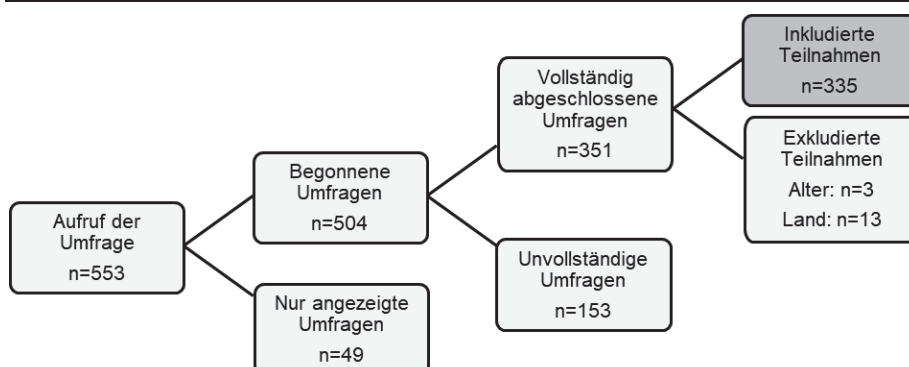 Aufruf der
Umfrage
n=553
Begonnene
Umfragen
n=504
Nur angezeigte
Umfragen
n=49
Vollständig
abgeschlossene
Umfragen
n=351
Unvollständige
Umfragen
n=153
Inkludierte
Teilnahmen
n=335
Exkludierte
Teilnahmen
Alter: n=3
Land: n=13